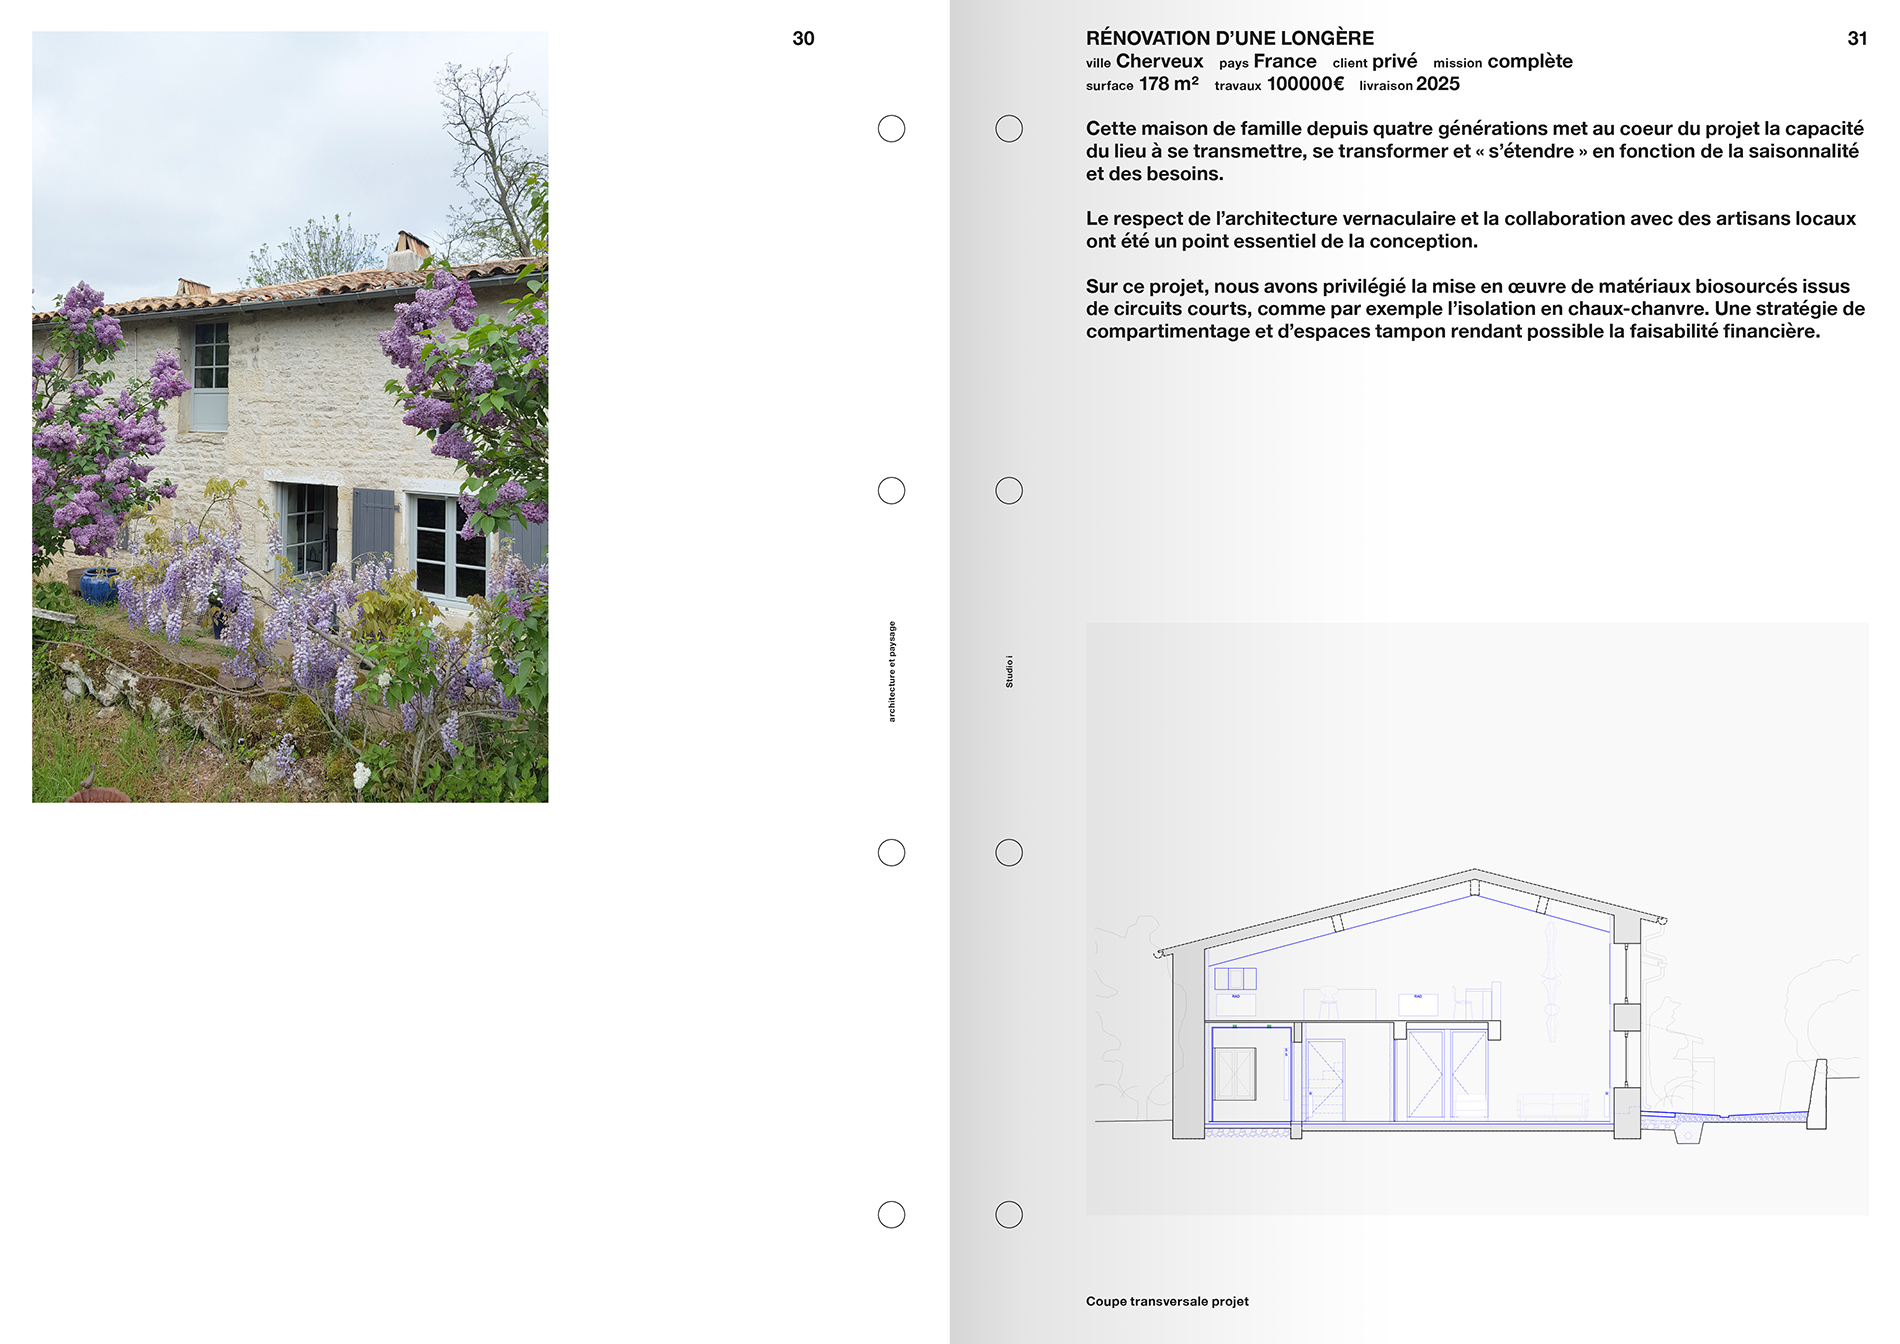 30
architecture et paysage
Studio i
RÉNOVATION D’UNE LONGÈRE
31
ville Cherveux pays France client privé mission complète
surface 178 m² travaux 100000€ livraison 2025
Cette maison de famille depuis quatre générations met au coeur du projet la capacité
du lieu à se transmettre, se transformer et « s’étendre » en fonction de la saisonnalité
et des besoins.
Le respect de l’architecture vernaculaire et la collaboration avec des artisans locaux
ont été un point essentiel de la conception.
Sur ce projet, nous avons privilégié la mise en œuvre de matériaux biosourcés issus
de circuits courts, comme par exemple l’isolation en chaux-chanvre. Une stratégie de
compartimentage et d’espaces tampon rendant possible la faisabilité financière.
RAD
RAD
Coupe transversale projet